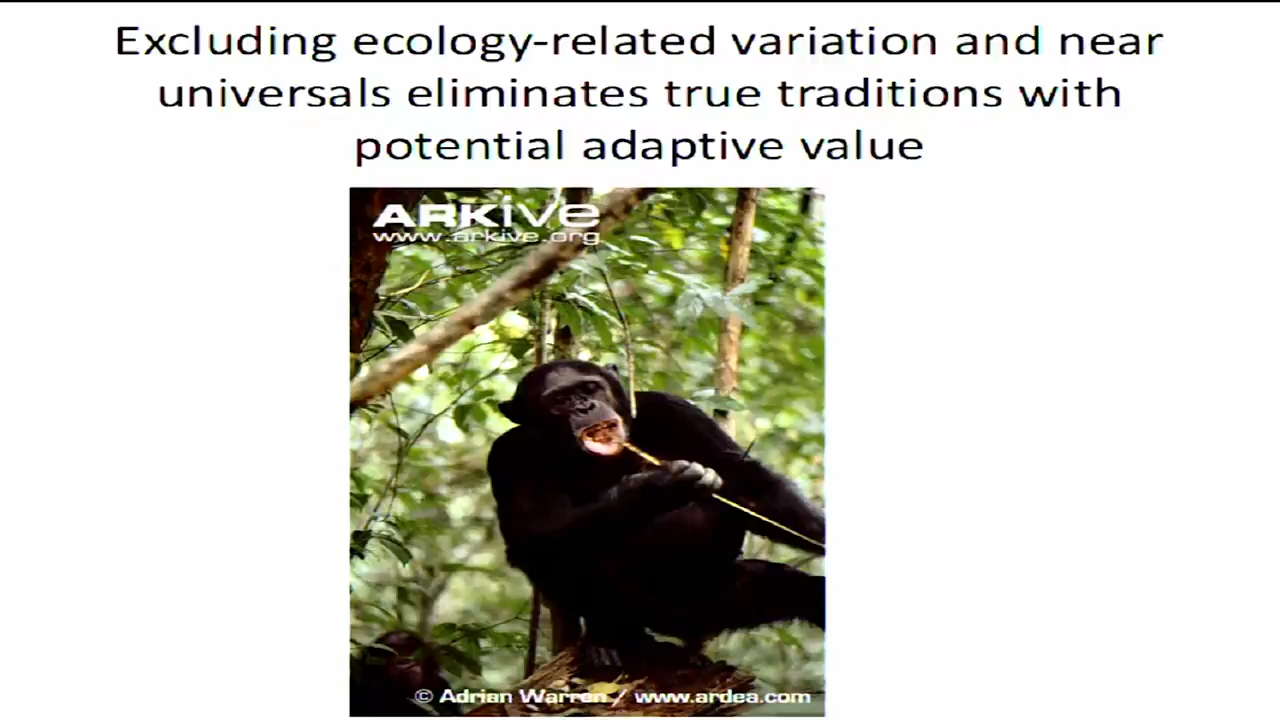 Excluding ecology-related variation and near
universals eliminates true traditions with
potential adaptive value
ARKive
www.arkive.org
© Adrian Warren / www.ardea.com